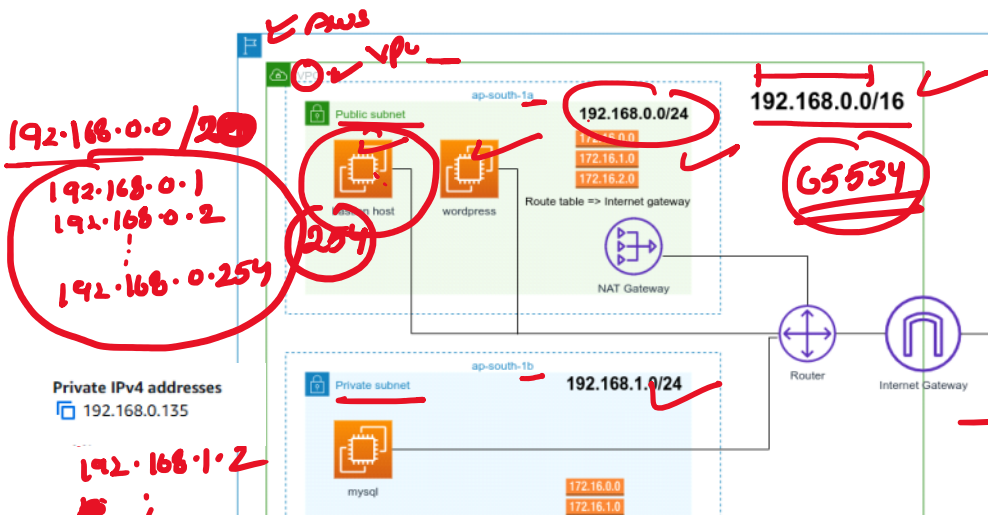 AWS
VPC
VPC
ap-south-1a
Public subnet
192.168.0.0/24
192.168.0.0/16
172.16.0.0
172.16.1.0
172.16.2.0
65534
bastion host
wordpress
Route table => Internet gateway
NAT Gateway
192.168.0.0/2
192.168.0.1
192.168.0.2
192.168.0.254
254
Router
Internet Gateway
ap-south-1b
Private subnet
192.168.1.0/24
Private IPv4 addresses
192.168.0.135
192.168.1.2
mysql
172.16.0.0
172.16.1.0